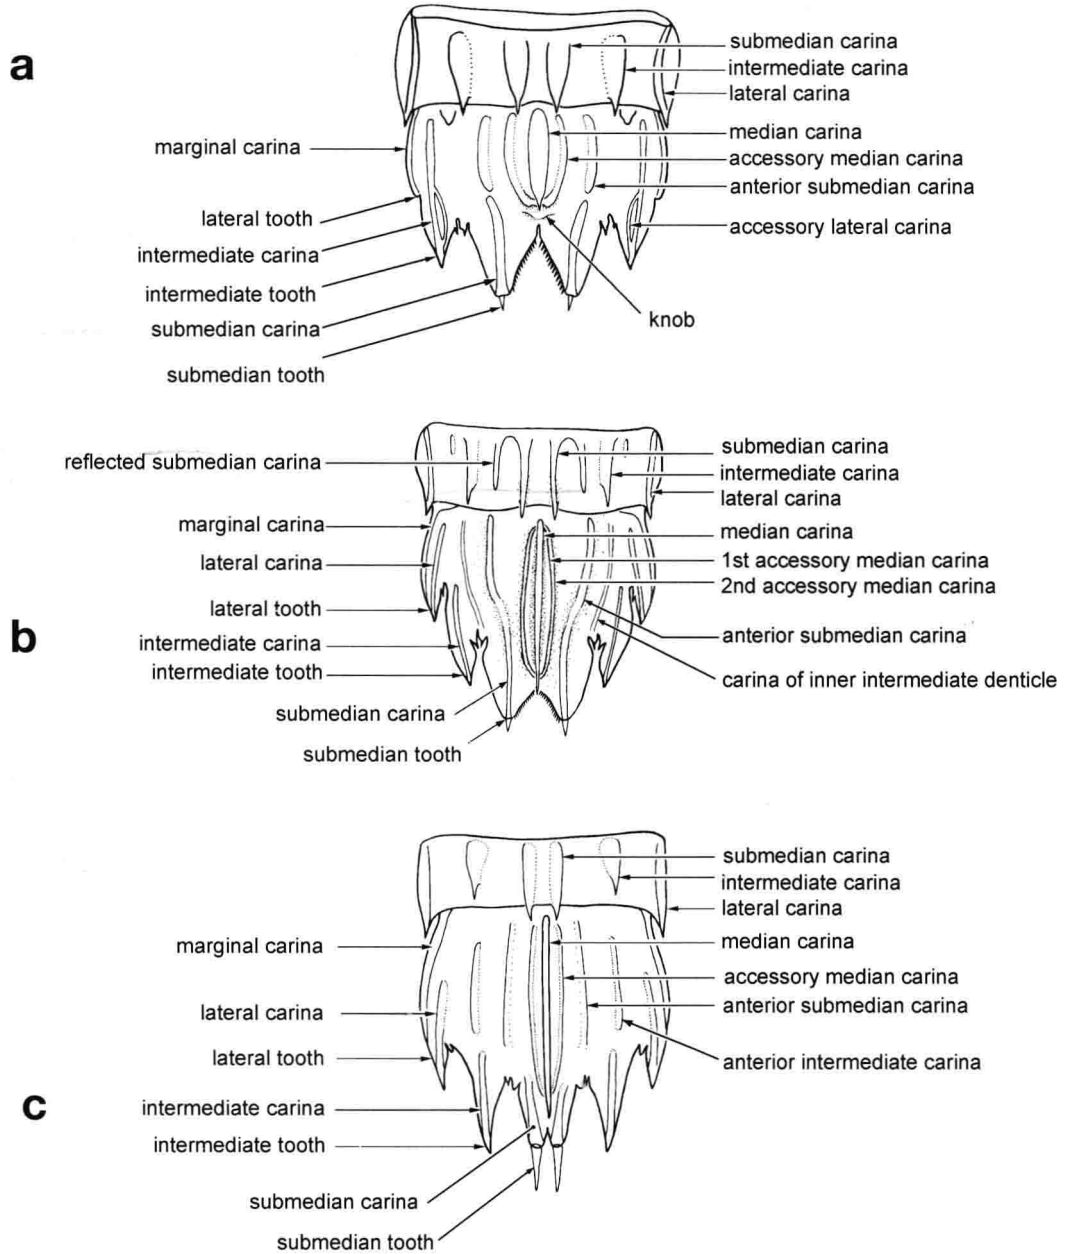 a
submedian carina
intermediate carina
lateral carina
median carina
accessory median carina
anterior submedian carina
accessory lateral carina
knob
marginal carina
lateral tooth
intermediate carina
intermediate tooth
submedian carina
submedian tooth
b
reflected submedian carina
marginal carina
lateral carina
lateral tooth
intermediate carina
intermediate tooth
submedian carina
submedian tooth
submedian carina
intermediate carina
lateral carina
median carina
1st accessory median carina
2nd accessory median carina
anterior submedian carina
carina of inner intermediate denticle
c
marginal carina
lateral carina
lateral tooth
intermediate carina
intermediate tooth
submedian carina
submedian tooth
submedian carina
intermediate carina
lateral carina
median carina
accessory median carina
anterior submedian carina
anterior intermediate carina